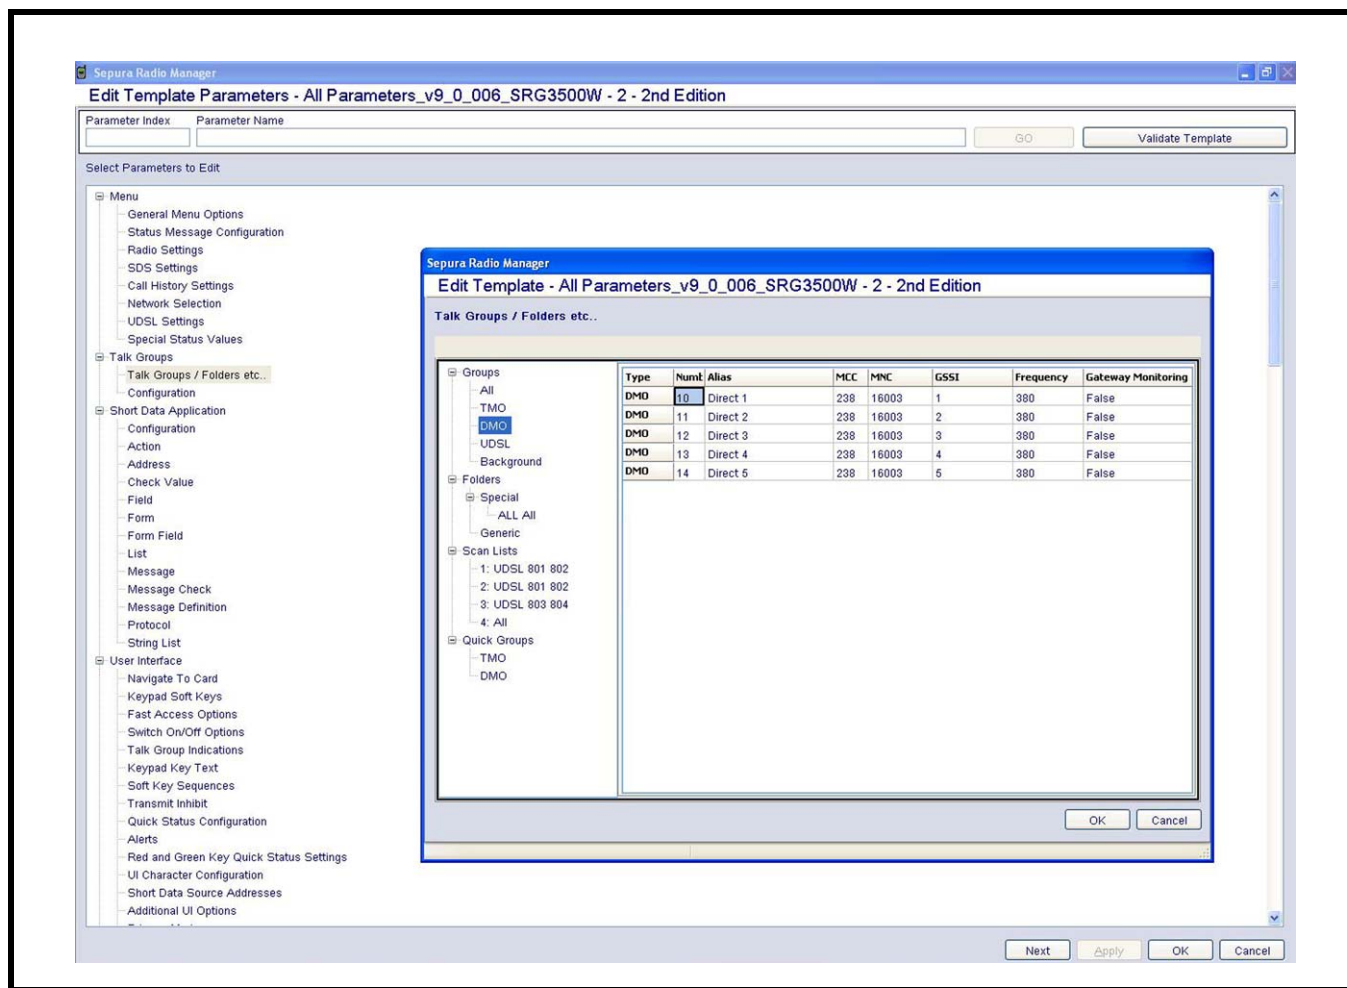 Sepura Radio Manager
Edit Template Parameters - All Parameters_v9_0_006_SRG3500W - 2 - 2nd Edition
Parameter Index Parameter Name
GO Validate Template
Select Parameters to Edit
Menu
General Menu Options
Status Message Configuration
Radio Settings
SDS Settings
Call History Settings
Network Selection
UDSL Settings
Special Status Values
Talk Groups
Talk Groups / Folders etc..
Configuration
Short Data Application
Configuration
Action
Address
Check Value
Field
Form
Form Field
List
Message
Message Check
Message Definition
Protocol
String List
User Interface
Navigate To Card
Keypad Soft Keys
Fast Access Options
Switch On/Off Options
Talk Group Indications
Keypad Key Text
Soft Key Sequences
Transmit Inhibit
Quick Status Configuration
Alerts
Red and Green Key Quick Status Settings
UI Character Configuration
Short Data Source Addresses
Additional UI Options
Sepura Radio Manager
Edit Template - All Parameters_v9_0_006_SRG3500W - 2 - 2nd Edition
Talk Groups / Folders etc..
Groups
All
TMO
DMO
UDSL
Background
Folders
Special
ALL All
Generic
Scan Lists
1: UDSL 801 802
2: UDSL 801 802
3: UDSL 803 804
4: All
Quick Groups
TMO
DMO
Type Numb Alias MCC MNC GSSI Frequency Gateway Monitoring
DMO 10 Direct 1 238 16003 1 380 False
DMO 11 Direct 2 238 16003 2 380 False
DMO 12 Direct 3 238 16003 3 380 False
DMO 13 Direct 4 238 16003 4 380 False
DMO 14 Direct 5 238 16003 5 380 False
OK Cancel
Next Apply OK Cancel